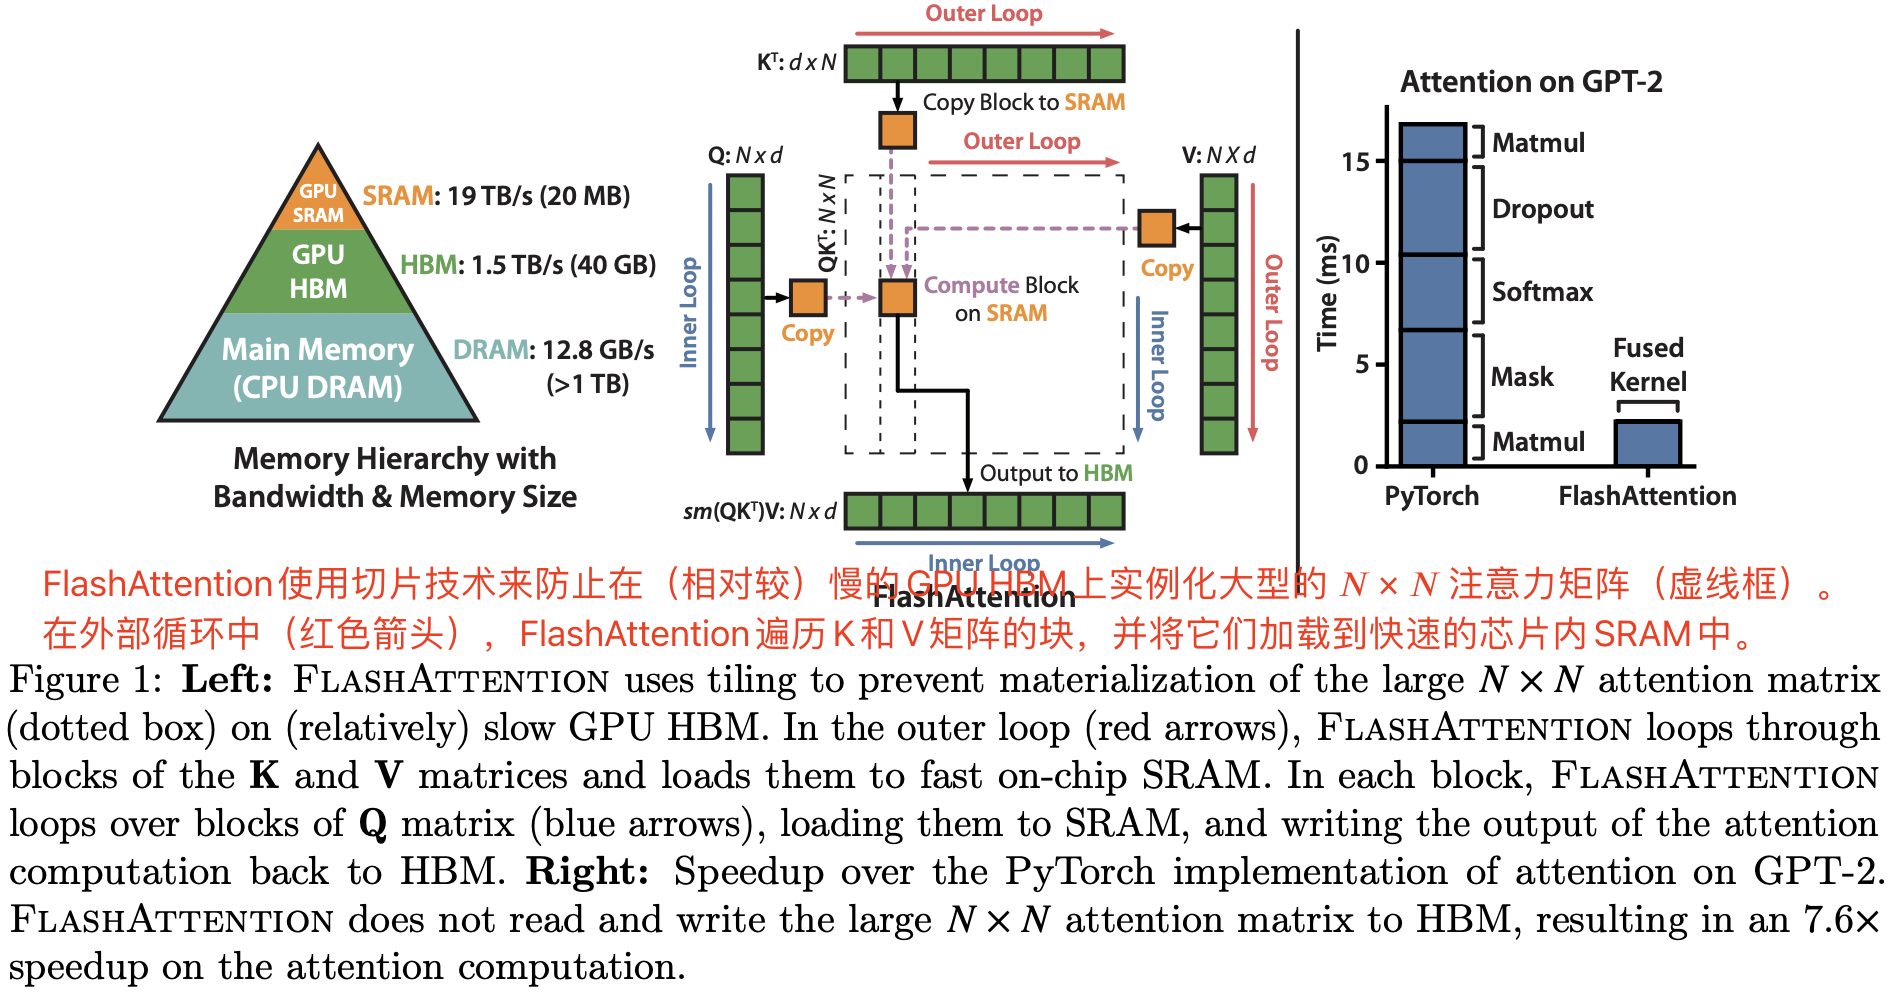 GPU
SRAM
SRAM: 19 TB/s (20 MB)
GPU
HBM
HBM: 1.5 TB/s (40 GB)
Main Memory
(CPU DRAM)
DRAM: 12.8 GB/s
(>1 TB)
Memory Hierarchy with
Bandwidth & Memory Size
Outer Loop
Kᵀ: d x N
Copy Block to SRAM
Outer Loop
Q: N x d
V: N X d
QKᵀ: N x N
Inner Loop
Copy
Compute Block
on SRAM
Copy
Inner Loop
Outer Loop
Output to HBM
sm(QKᵀ)V: N x d
Inner Loop
FlashAttention
Attention on GPT-2
Time (ms)
15
10
5
0
Matmul
Dropout
Softmax
Mask
Matmul
Fused
Kernel
PyTorch
FlashAttention
FlashAttention使用切片技术来防止在（相对较）慢的GPU HBM上实例化大型的 N × N 注意力矩阵（虚线框）。
在外部循环中（红色箭头），FlashAttention遍历K和V矩阵的块，并将它们加载到快速的芯片内SRAM中。
Figure 1: Left: FLASHATTENTION uses tiling to prevent materialization of the large N × N attention matrix
(dotted box) on (relatively) slow GPU HBM. In the outer loop (red arrows), FLASHATTENTION loops through
blocks of the K and V matrices and loads them to fast on-chip SRAM. In each block, FLASHATTENTION
loops over blocks of Q matrix (blue arrows), loading them to SRAM, and writing the output of the attention
computation back to HBM. Right: Speedup over the PyTorch implementation of attention on GPT-2.
FLASHATTENTION does not read and write the large N × N attention matrix to HBM, resulting in an 7.6×
speedup on the attention computation.